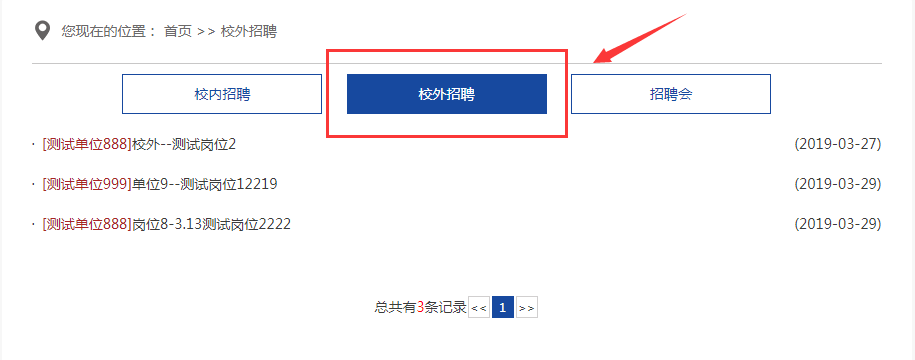 您现在的位置： 首页 >> 校外招聘
校内招聘 校外招聘 招聘会
· [测试单位888]校外--测试岗位2 (2019-03-27)
· [测试单位999]单位9--测试岗位12219 (2019-03-29)
· [测试单位888]岗位8-3.13测试岗位2222 (2019-03-29)
总共有3条记录 << 1 >>